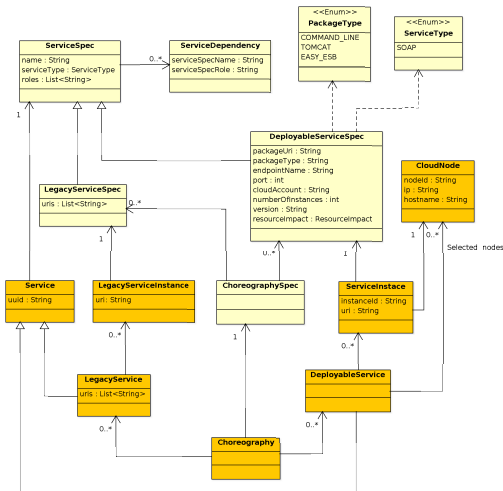 <<Enum>>
PackageType
COMMAND_LINE
TOMCAT
EASY_ESB
<<Enum>>
ServiceType
SOAP
ServiceSpec
name : String
serviceType : ServiceType
roles : List<String>
0..*
ServiceDependency
serviceSpecName : String
serviceSpecRole : String
1
DeployableServiceSpec
packageUri : String
packageType : String
endpointName : String
port : int
cloudAccount : String
numberOfInstances : int
version : String
resourceImpact : ResourceImpact
CloudNode
nodeId : String
ip : String
hostname : String
LegacyServiceSpec
uris : List<String>
0..*
1
0..*
1
1
0..*
Selected nodes
Service
uuid : String
LegacyServiceInstance
uri : String
ChoreographySpec
ServiceInstace
instanceId : String
uri : String
0..*
1
0..*
LegacyService
uris : List<String>
DeployableService
0..*
0..*
Choreography